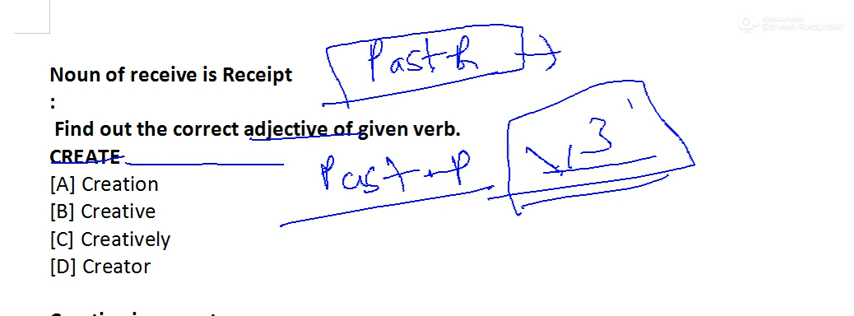 Noun of receive is Receipt
:
Find out the correct adjective of given verb.
CREATE
[A] Creation
[B] Creative
[C] Creatively
[D] Creator
Past
Past P
V3